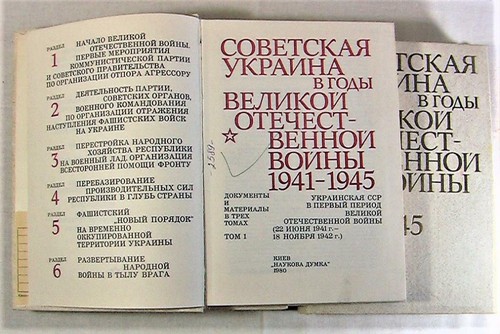 РАЗДЕЛ 1
НАЧАЛО ВЕЛИКОЙ
ОТЕЧЕСТВЕННОЙ ВОЙНЫ.
ПЕРВЫЕ МЕРОПРИЯТИЯ
КОММУНИСТИЧЕСКОЙ ПАРТИИ
И СОВЕТСКОГО ПРАВИТЕЛЬСТВА
ПО ОРГАНИЗАЦИИ ОТПОРА АГРЕССОРУ
РАЗДЕЛ 2
ДЕЯТЕЛЬНОСТЬ ПАРТИИ,
СОВЕТСКИХ ОРГАНОВ,
ВОЕННОГО КОМАНДОВАНИЯ
ПО ОРГАНИЗАЦИИ ОТРАЖЕНИЯ
НАСТУПЛЕНИЯ ФАШИСТСКИХ ВОЙСК
НА УКРАИНЕ
РАЗДЕЛ 3
ПЕРЕСТРОЙКА НАРОДНОГО
ХОЗЯЙСТВА РЕСПУБЛИКИ
НА ВОЕННЫЙ ЛАД. ОРГАНИЗАЦИЯ
ВСЕСТОРОННЕЙ ПОМОЩИ ФРОНТУ
РАЗДЕЛ 4
ПЕРЕБАЗИРОВАНИЕ
ПРОИЗВОДИТЕЛЬНЫХ СИЛ
РЕСПУБЛИКИ В ГЛУБЬ СТРАНЫ
РАЗДЕЛ 5
ФАШИСТСКИЙ
„НОВЫЙ ПОРЯДОК"
НА ВРЕМЕННО
ОККУПИРОВАННОЙ
ТЕРРИТОРИИ УКРАИНЫ
РАЗДЕЛ 6
РАЗВЕРТЫВАНИЕ
НАРОДНОЙ
ВОЙНЫ В ТЫЛУ ВРАГА
СОВЕТСКАЯ
УКРАИНА
В ГОДЫ
ВЕЛИКОЙ
ОТЕЧЕСТ-
ВЕННОЙ
ВОЙНЫ
1941–1945
ДОКУМЕНТЫ
И МАТЕРИАЛЫ
В ТРЕХ
ТОМАХ
ТОМ 1
УКРАИНСКАЯ ССР
В ПЕРВЫЙ ПЕРИОД
ВЕЛИКОЙ
ОТЕЧЕСТВЕННОЙ ВОЙНЫ
(22 ИЮНЯ 1941 г.–
18 НОЯБРЯ 1942 г.)
КИЕВ
„НАУКОВА ДУМКА"
1980
ТСКАЯ
ИНА
В ГОДЫ
КОЙ
ЧЕСТ-
ЕННОЙ
ЙНЫ
45